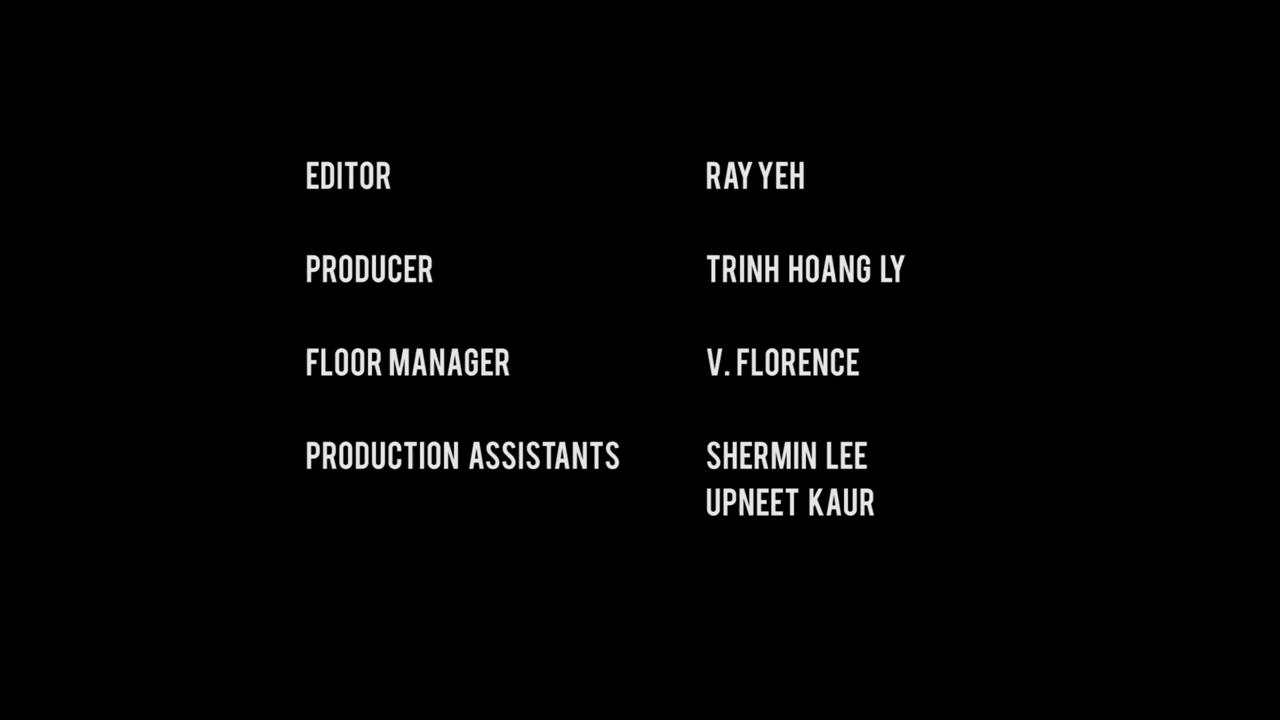 EDITOR RAY YEH
PRODUCER TRINH HOANG LY
FLOOR MANAGER V. FLORENCE
PRODUCTION ASSISTANTS SHERMIN LEE
UPNEET KAUR